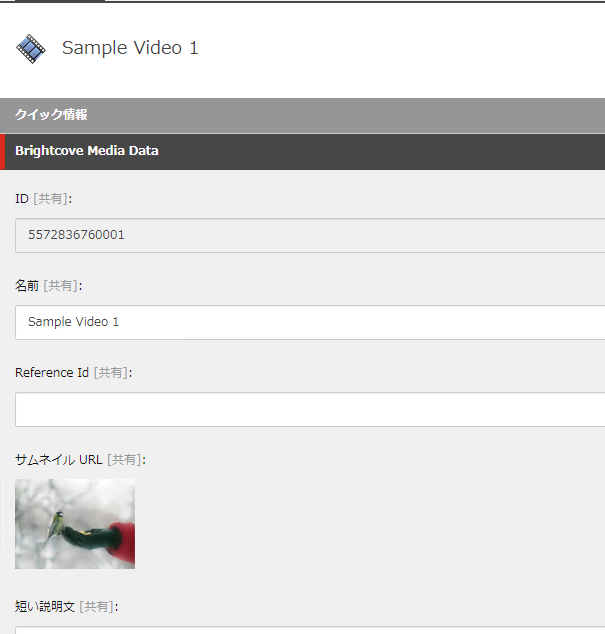 Sample Video 1
クイック情報
Brightcove Media Data
ID [共有]:
5572836760001
名前 [共有]:
Sample Video 1
Reference Id [共有]:
サムネイル URL [共有]:
短い説明文 [共有]: